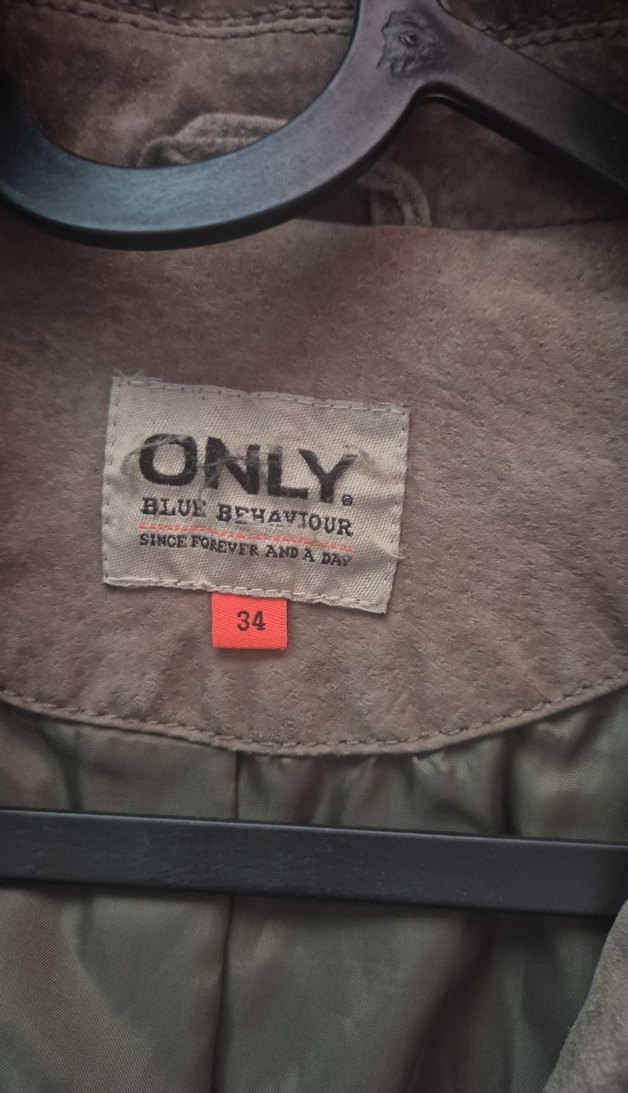 ONLY®
BLUE BEHAVIOUR
SINCE FOREVER AND A DAY
34